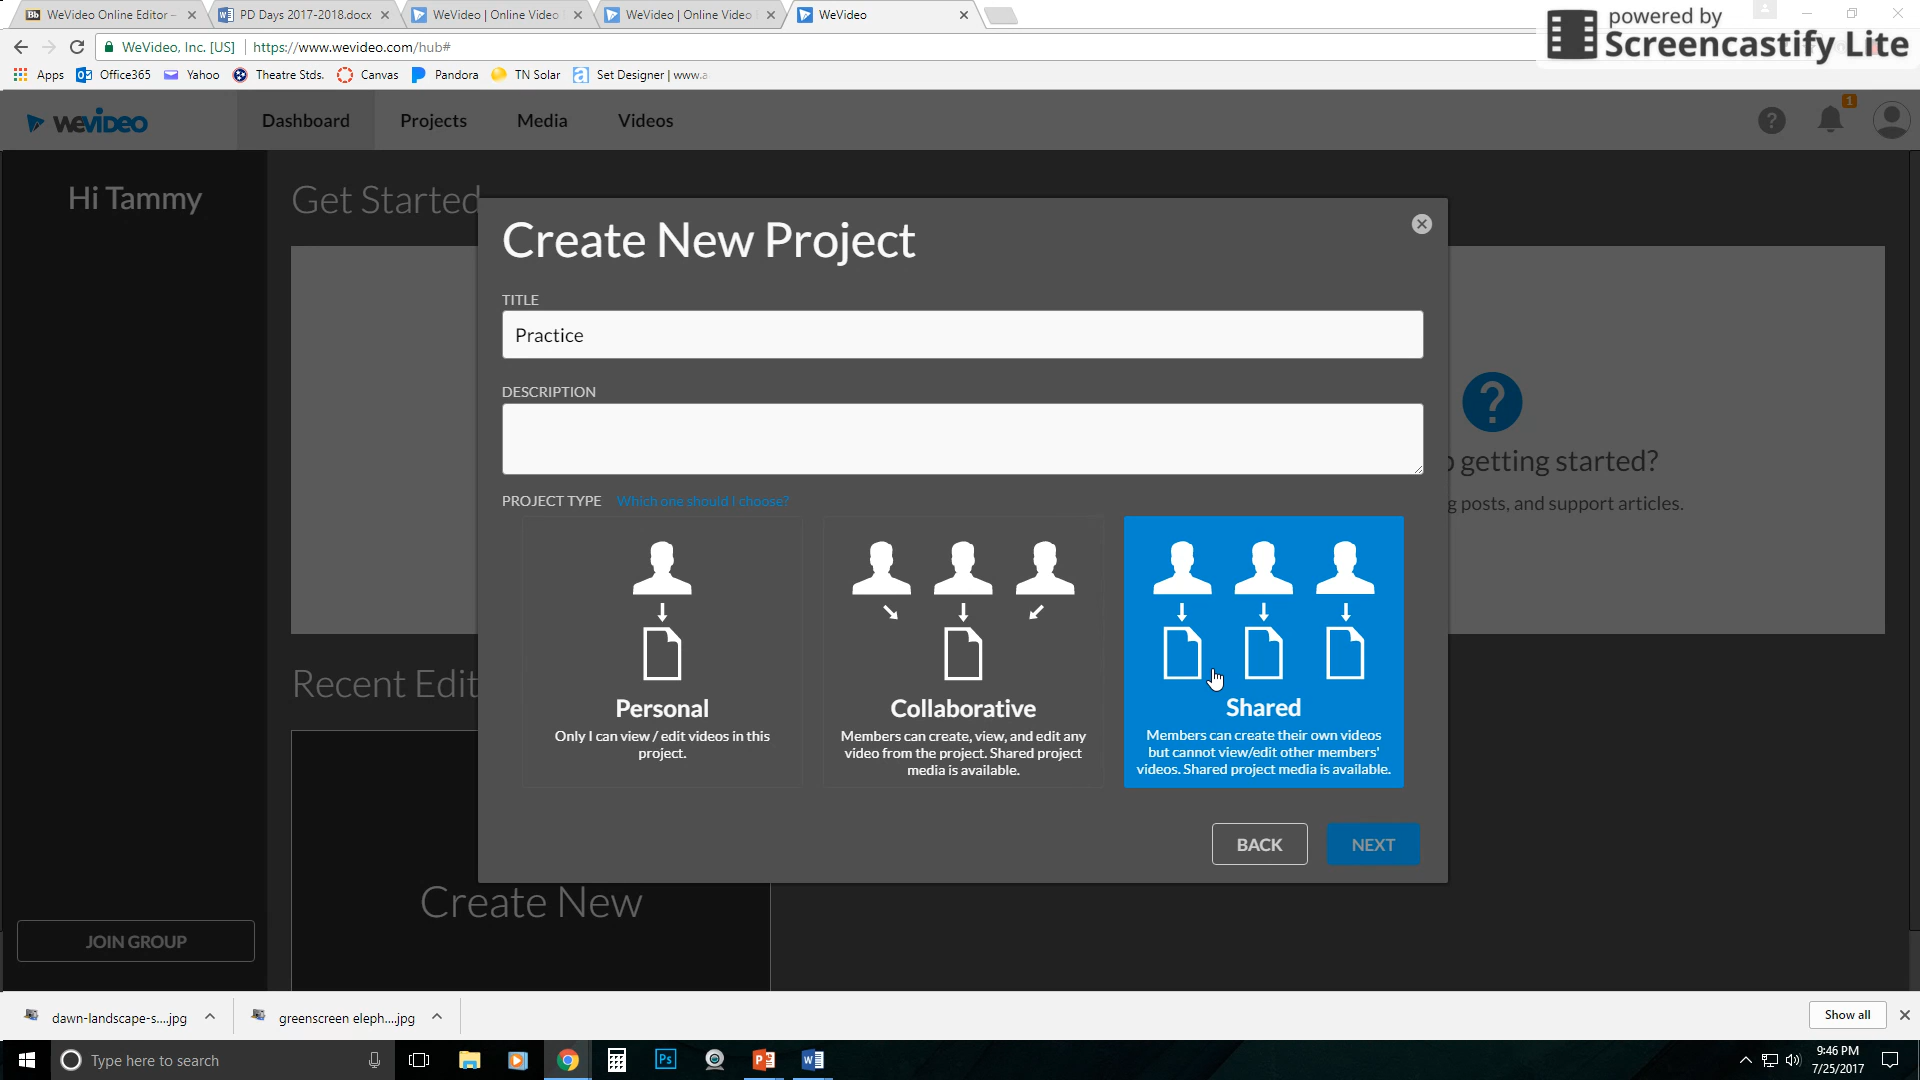 WeVideo Online Editor –
PD Days 2017-2018.docx
WeVideo | Online Video
WeVideo | Online Video
WeVideo
powered by
Screencastify Lite
WeVideo, Inc. [US]
https://www.wevideo.com/hub#
Apps
Office365
Yahoo
Theatre Stds.
Canvas
Pandora
TN Solar
Set Designer | www.a
WEVIDEO
Dashboard
Projects
Media
Videos
?
1
Hi Tammy
Get Started
Create New Project
TITLE
Practice
DESCRIPTION
?
getting started?
g posts, and support articles.
PROJECT TYPE
Which one should I choose?
Personal
Only I can view / edit videos in this
project.
Collaborative
Members can create, view, and edit any
video from the project. Shared project
media is available.
Shared
Members can create their own videos
but cannot view/edit other members'
videos. Shared project media is available.
Recent Edit
BACK
NEXT
Create New
JOIN GROUP
dawn-landscape-s....jpg
greenscreen eleph....jpg
Show all
Type here to search
Ps
9:46 PM
7/25/2017